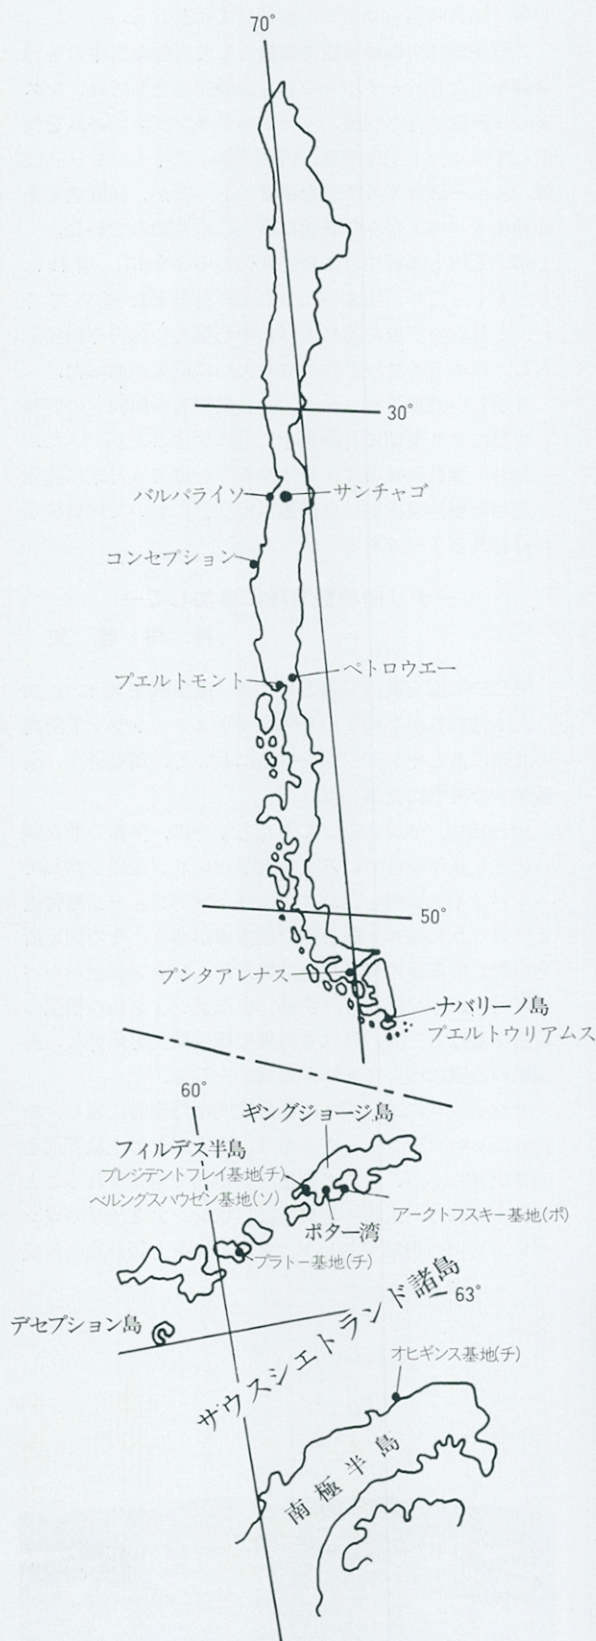 70°
30°
バルパライソ
サンチャゴ
コンセプション
プエルトモント
ペトロウエー
50°
プンタアレナス
ナバリーノ島
プエルトウリアムス
60°
キングジョージ島
フィルデス半島
プレジデントフレイ基地(チ)
ベルングスハウゼン基地(ソ)
アークトフスキー基地(ポ)
ポター湾
プラトー基地(チ)
63°
デセプション島
サウスシエトランド諸島
オヒギンス基地(チ)
南極半島